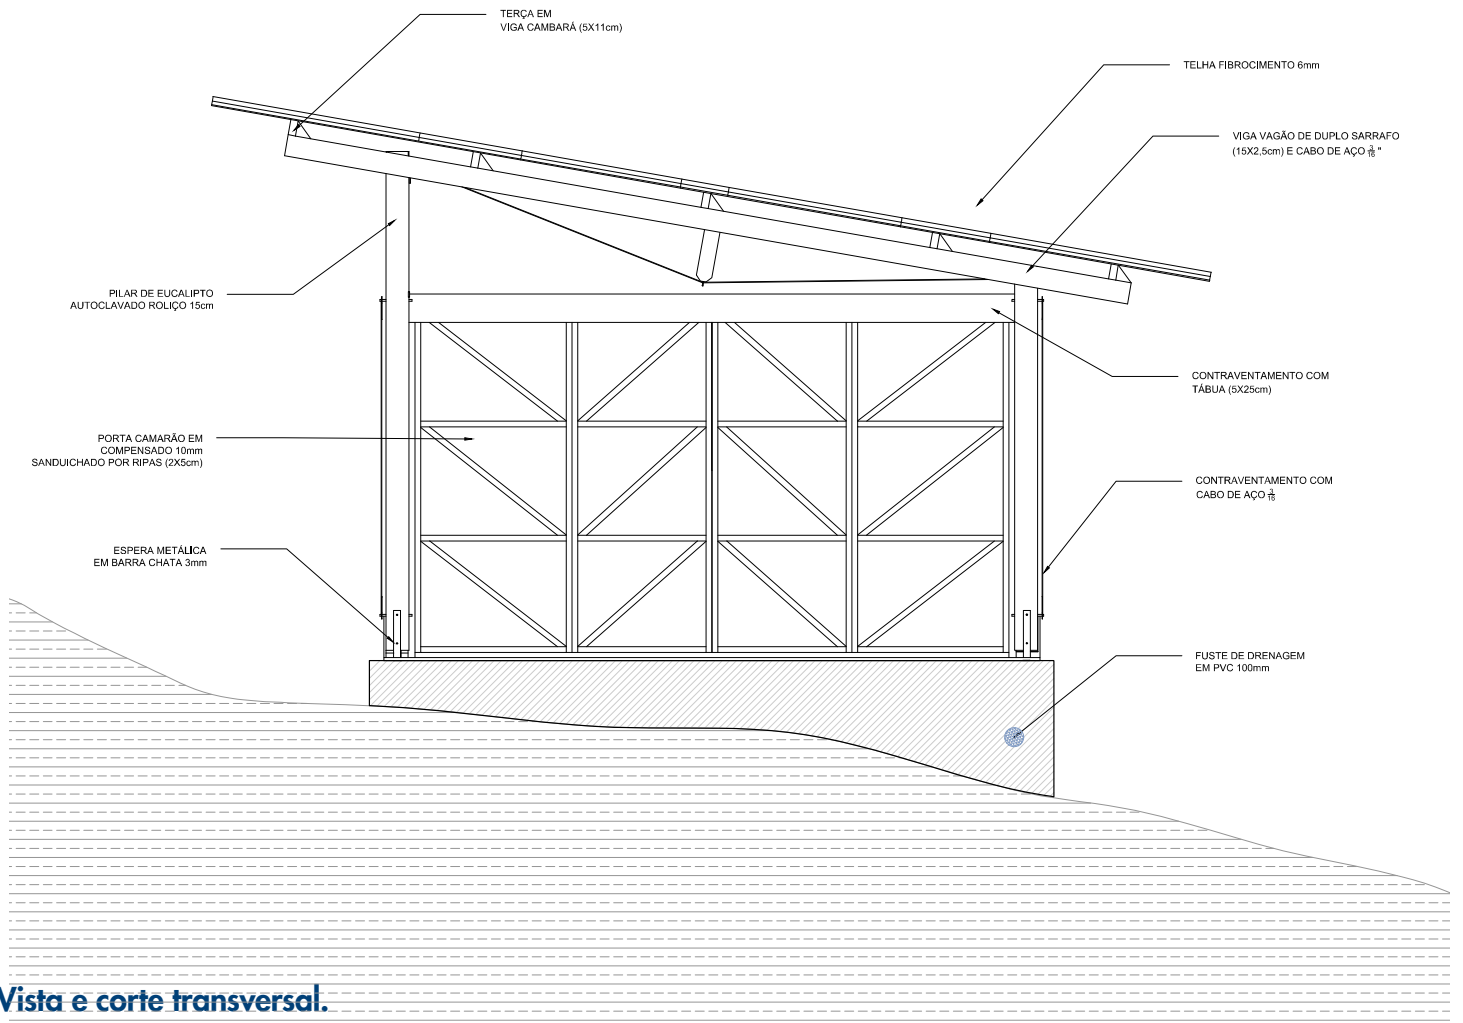 TERÇA EM
VIGA CAMBARÁ (5X11cm)
TELHA FIBROCIMENTO 6mm
VIGA VAGÃO DE DUPLO SARRAFO
(15X2,5cm) E CABO DE AÇO 3/16 "
PILAR DE EUCALIPTO
AUTOCLAVADO ROLIÇO 15cm
CONTRAVENTAMENTO COM
TÁBUA (5X25cm)
PORTA CAMARÃO EM
COMPENSADO 10mm
SANDUICHADO POR RIPAS (2X5cm)
CONTRAVENTAMENTO COM
CABO DE AÇO 3/16
ESPERA METÁLICA
EM BARRA CHATA 3mm
FUSTE DE DRENAGEM
EM PVC 100mm
Vista e corte transversal.